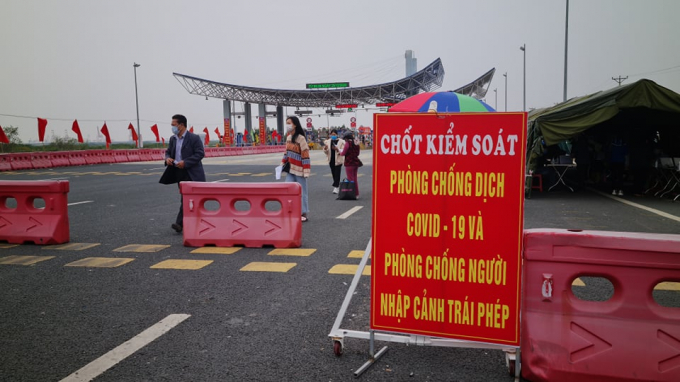 CHỐT KIỂM SOÁT
PHÒNG CHỐNG DỊCH
COVID - 19 VÀ
PHÒNG CHỐNG NGƯỜI
NHẬP CẢNH TRÁI PHÉP